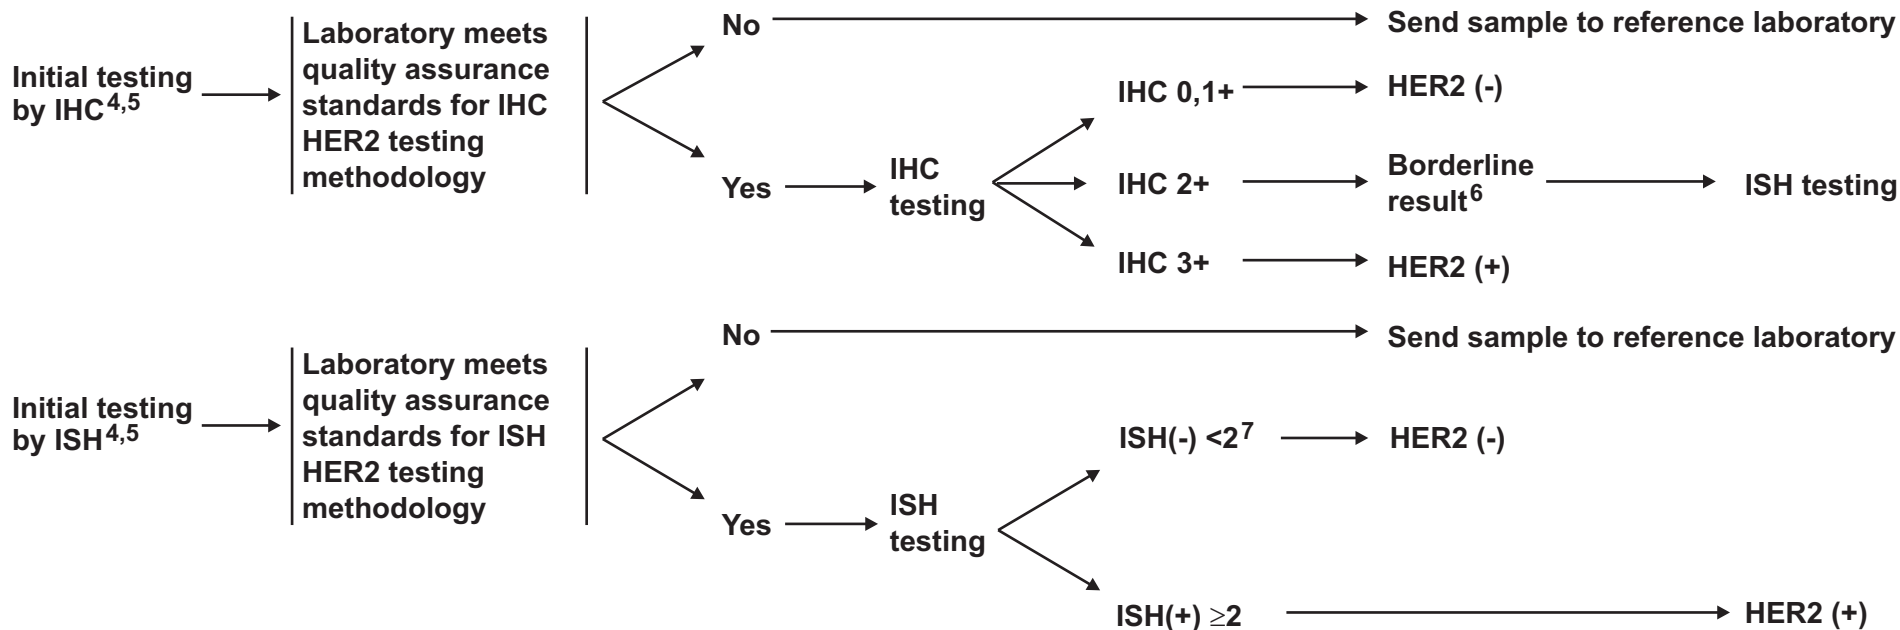 No
Send sample to reference laboratory
Initial testing
by IHC4,5
Laboratory meets
quality assurance
standards for IHC
HER2 testing
methodology
IHC 0,1+
HER2 (-)
Yes
IHC
testing
IHC 2+
Borderline
result6
ISH testing
IHC 3+
HER2 (+)
No
Send sample to reference laboratory
Initial testing
by ISH4,5
Laboratory meets
quality assurance
standards for ISH
HER2 testing
methodology
ISH(-) <27
HER2 (-)
Yes
ISH
testing
ISH(+) ≥2
HER2 (+)